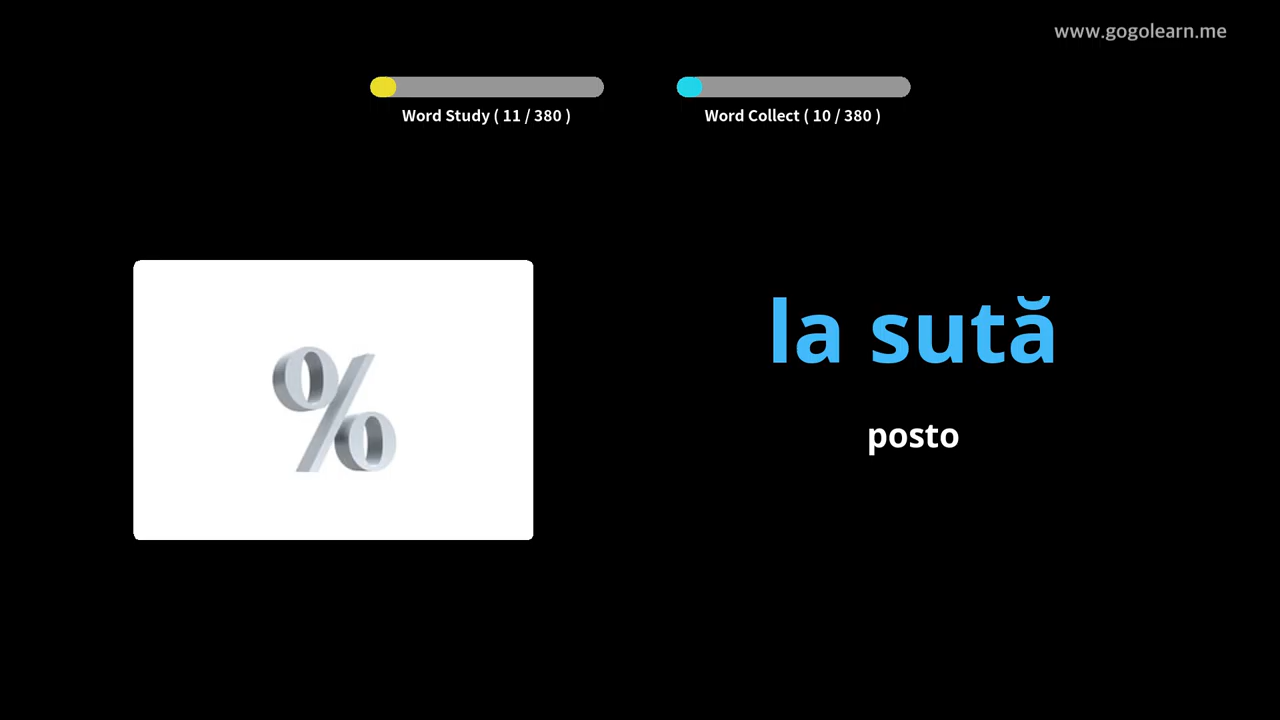 www.gogolearn.me
Word Study ( 11 / 380 )
Word Collect ( 10 / 380 )
%
la sută
posto